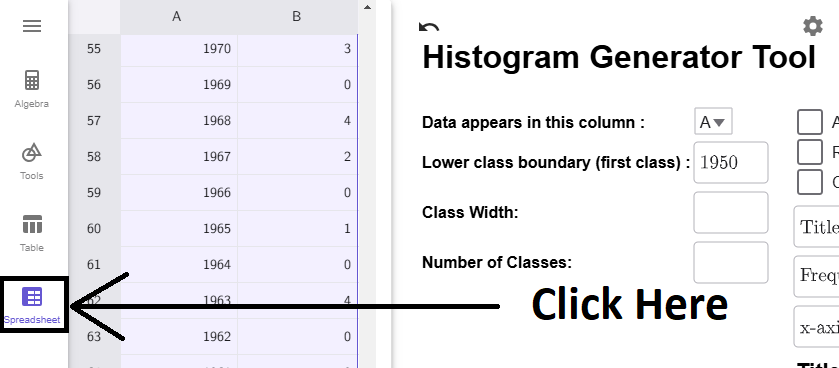 A B
55 1970 3
56 1969 0
57 1968 4
58 1967 2
59 1966 0
60 1965 1
61 1964 0
62 1963 4
63 1962 0
Algebra
Tools
Table
Spreadsheet
Histogram Generator Tool
Data appears in this column : A
Lower class boundary (first class) : 1950
Class Width:
Number of Classes:
Click Here
A
R
Title
Frequ
x-axi